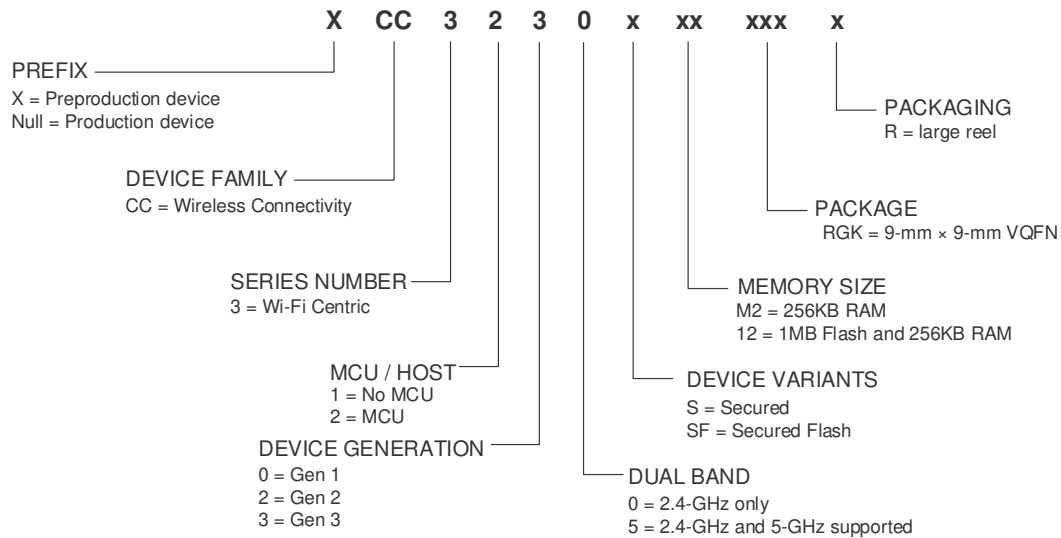 X CC 3 2 3 0 x xx xxx x
PREFIX
X = Preproduction device
Null = Production device
PACKAGING
R = large reel
DEVICE FAMILY
CC = Wireless Connectivity
PACKAGE
RGK = 9-mm × 9-mm VQFN
SERIES NUMBER
3 = Wi-Fi Centric
MEMORY SIZE
M2 = 256KB RAM
12 = 1MB Flash and 256KB RAM
MCU / HOST
1 = No MCU
2 = MCU
DEVICE VARIANTS
S = Secured
SF = Secured Flash
DEVICE GENERATION
0 = Gen 1
2 = Gen 2
3 = Gen 3
DUAL BAND
0 = 2.4-GHz only
5 = 2.4-GHz and 5-GHz supported